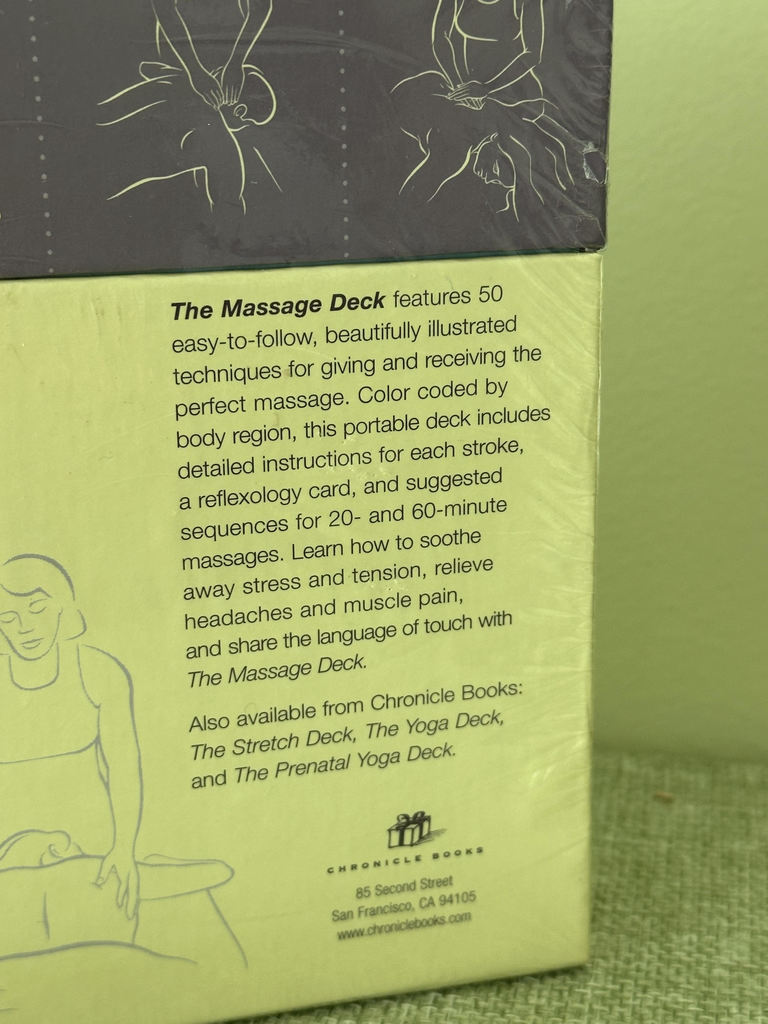 The Massage Deck features 50
easy-to-follow, beautifully illustrated
techniques for giving and receiving the
perfect massage. Color coded by
body region, this portable deck includes
detailed instructions for each stroke,
a reflexology card, and suggested
sequences for 20- and 60-minute
massages. Learn how to soothe
away stress and tension, relieve
headaches and muscle pain,
and share the language of touch with
The Massage Deck.
Also available from Chronicle Books:
The Stretch Deck, The Yoga Deck,
and The Prenatal Yoga Deck.
CHRONICLE BOOKS
85 Second Street
San Francisco, CA 94105
www.chroniclebooks.com